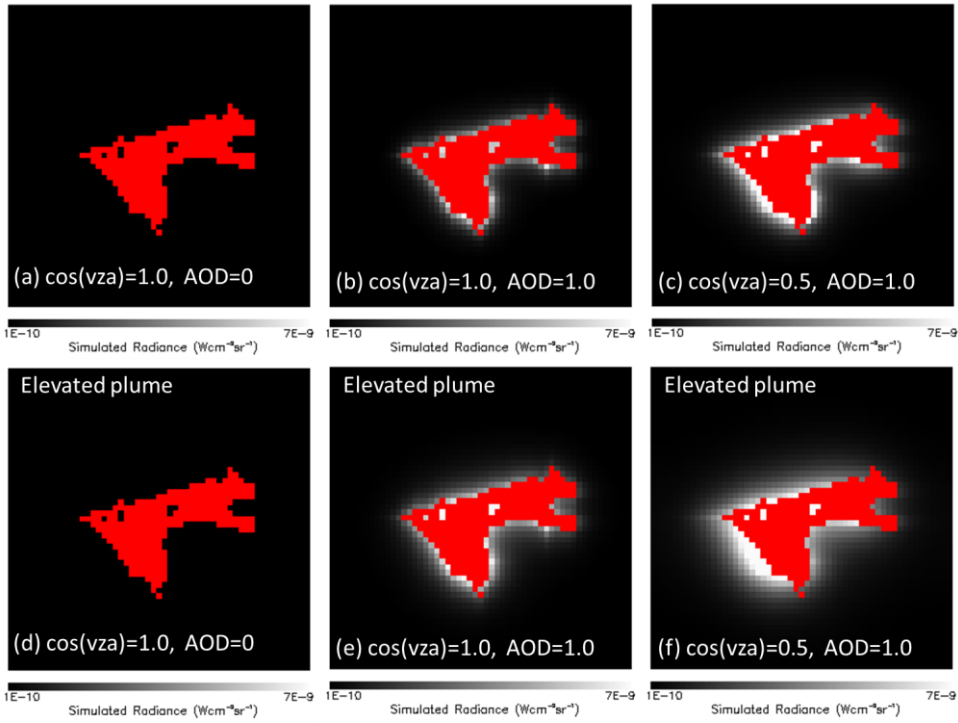 (a) cos(vza)=1.0, AOD=0
(b) cos(vza)=1.0, AOD=1.0
(c) cos(vza)=0.5, AOD=1.0
1E−10 7E−9
Simulated Radiance (Wcm⁻²sr⁻¹)
1E−10 7E−9
Simulated Radiance (Wcm⁻²sr⁻¹)
1E−10 7E−9
Simulated Radiance (Wcm⁻²sr⁻¹)
Elevated plume
Elevated plume
Elevated plume
(d) cos(vza)=1.0, AOD=0
(e) cos(vza)=1.0, AOD=1.0
(f) cos(vza)=0.5, AOD=1.0
1E−10 7E−9
Simulated Radiance (Wcm⁻²sr⁻¹)
1E−10 7E−9
Simulated Radiance (Wcm⁻²sr⁻¹)
1E−10 7E−9
Simulated Radiance (Wcm⁻²sr⁻¹)